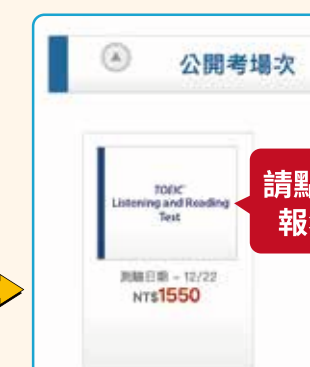 公開考場次
TOEIC
Listening and Reading
Test
請點
報
測驗日期 - 12/22
NT$1550